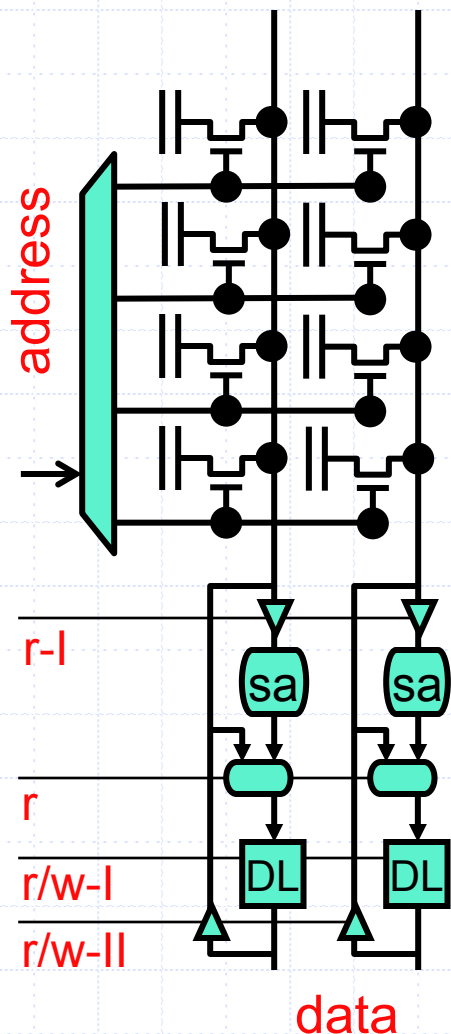 address
r-I
sa sa
r
r/w-I
DL DL
r/w-II
data